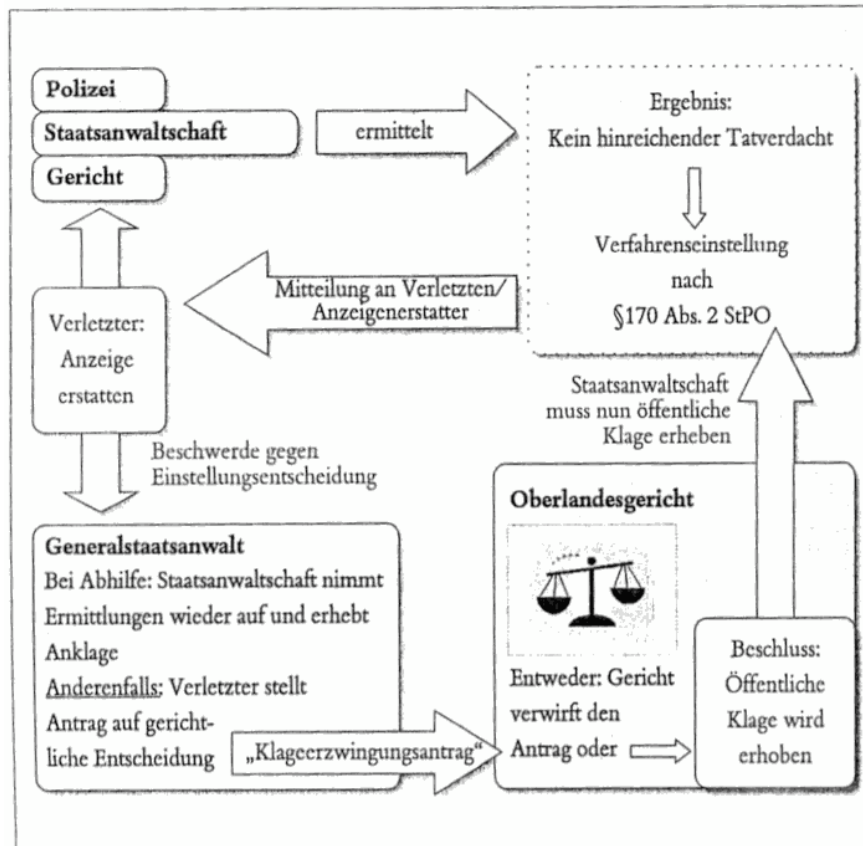 Polizei
Staatsanwaltschaft
Gericht
ermittelt
Ergebnis:
Kein hinreichender Tatverdacht
Verfahrenseinstellung
nach
§170 Abs. 2 StPO
Mitteilung an Verletzten/
Anzeigenerstatter
Verletzter:
Anzeige
erstatten
Beschwerde gegen
Einstellungsentscheidung
Generalstaatsanwalt
Bei Abhilfe: Staatsanwaltschaft nimmt
Ermittlungen wieder auf und erhebt
Anklage
Anderenfalls: Verletzter stellt
Antrag auf gericht-
liche Entscheidung
„Klageerzwingungsantrag“
Oberlandesgericht
Entweder: Gericht
verwirft den
Antrag oder
Beschluss:
Öffentliche
Klage wird
erhoben
Staatsanwaltschaft
muss nun öffentliche
Klage erheben